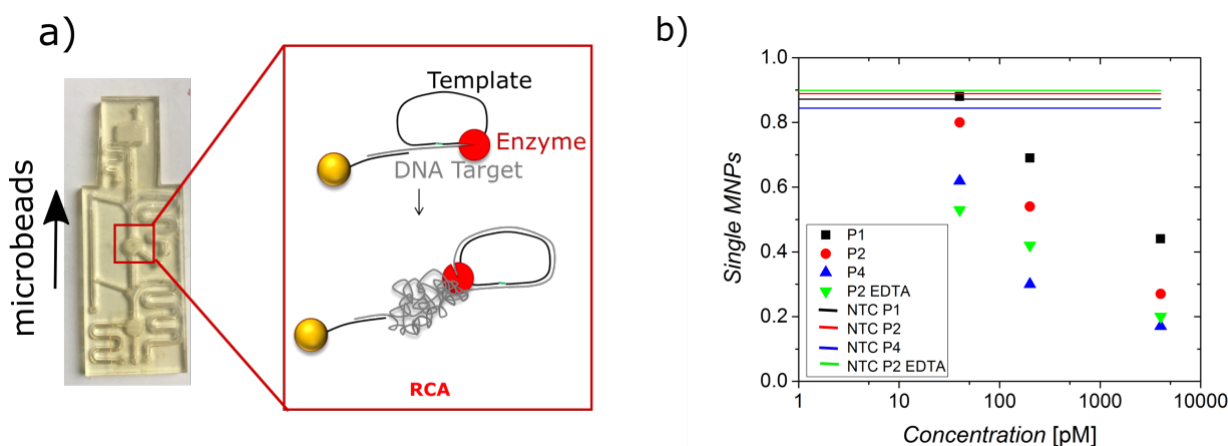 a)
microbeads
Template
Enzyme
DNA Target
RCA
b)
Single MNPs
1.0
0.8
0.6
0.4
0.2
0.0
P1
P2
P4
P2 EDTA
NTC P1
NTC P2
NTC P4
NTC P2 EDTA
1 10 100 1000 10000
Concentration [pM]